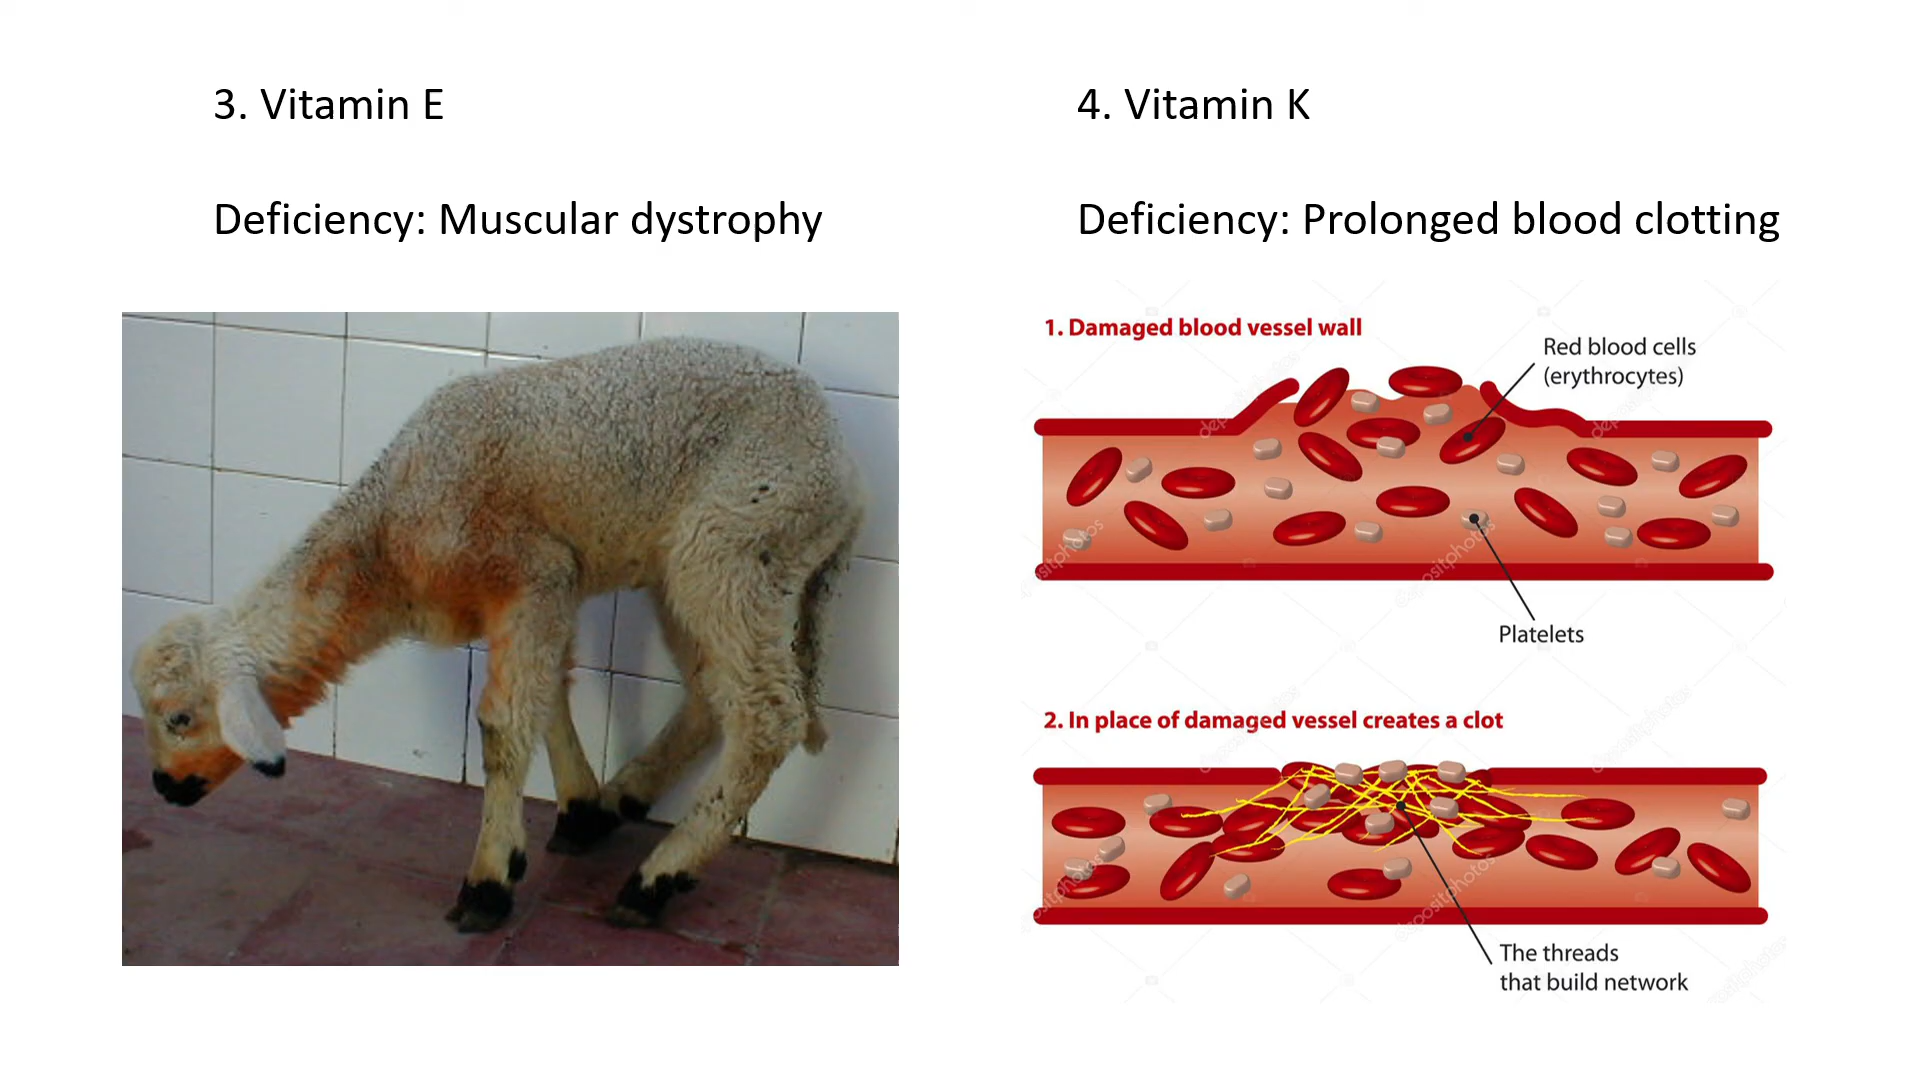 3. Vitamin E
Deficiency: Muscular dystrophy
4. Vitamin K
Deficiency: Prolonged blood clotting
1. Damaged blood vessel wall
Red blood cells
(erythrocytes)
Platelets
2. In place of damaged vessel creates a clot
The threads
that build network
depositphotos